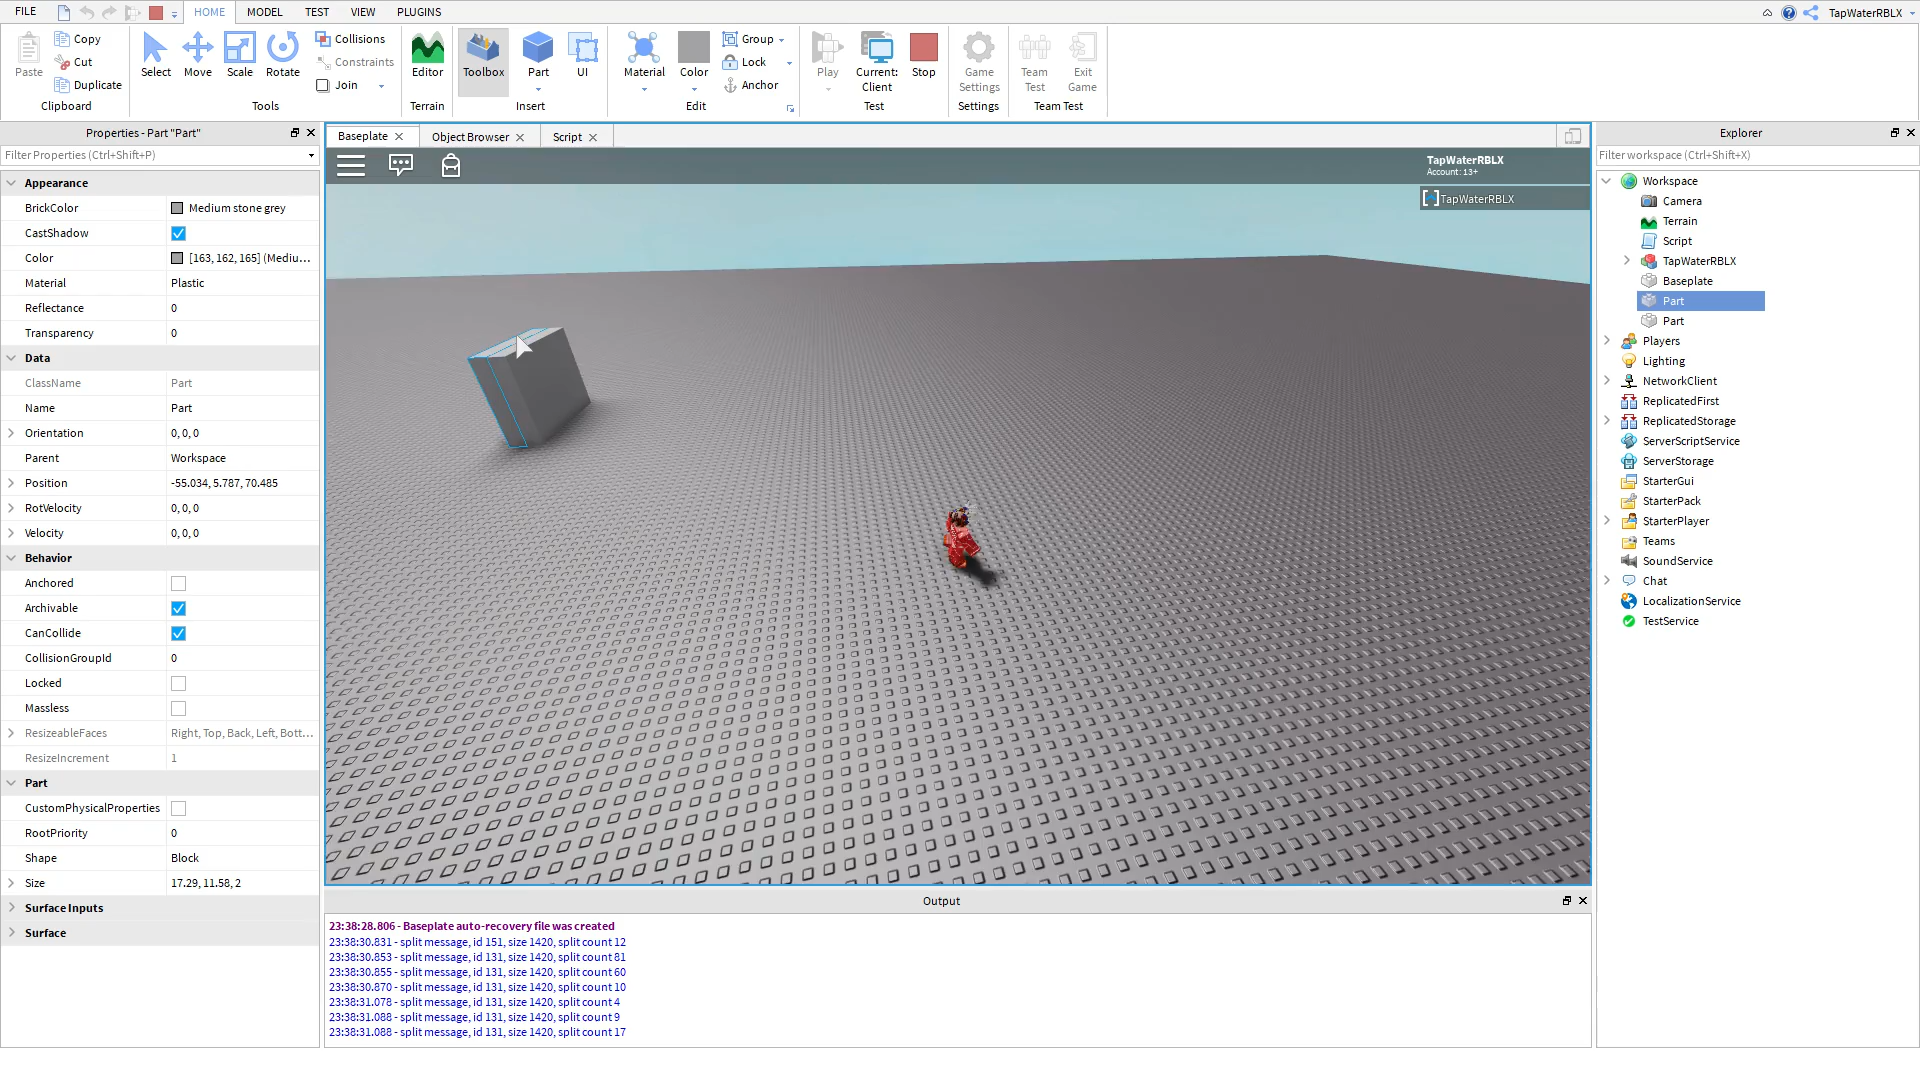 FILE
HOME
MODEL
TEST
VIEW
PLUGINS
TapWaterRBLX
Paste
Copy
Cut
Duplicate
Clipboard
Select
Move
Scale
Rotate
Collisions
Constraints
Join
Tools
Editor
Terrain
Toolbox
Part
UI
Insert
Material
Color
Group
Lock
Anchor
Edit
Play
Current:
Client
Stop
Test
Game
Settings
Settings
Team
Test
Exit
Game
Team Test
Properties - Part "Part"
Filter Properties (Ctrl+Shift+P)
Appearance
BrickColor Medium stone grey
CastShadow
Color [163, 162, 165] (Mediu...
Material Plastic
Reflectance 0
Transparency 0
Data
ClassName Part
Name Part
Orientation 0, 0, 0
Parent Workspace
Position -55.034, 5.787, 70.485
RotVelocity 0, 0, 0
Velocity 0, 0, 0
Behavior
Anchored
Archivable
CanCollide
CollisionGroupId 0
Locked
Massless
ResizeableFaces Right, Top, Back, Left, Bott...
ResizeIncrement 1
Part
CustomPhysicalProperties
RootPriority 0
Shape Block
Size 17.29, 11.58, 2
Surface Inputs
Surface
Baseplate
Object Browser
Script
TapWaterRBLX
Account: 13+
TapWaterRBLX
Output
23:38:28.806 - Baseplate auto-recovery file was created
23:38:30.831 - split message, id 151, size 1420, split count 12
23:38:30.853 - split message, id 131, size 1420, split count 81
23:38:30.855 - split message, id 131, size 1420, split count 60
23:38:30.870 - split message, id 131, size 1420, split count 10
23:38:31.078 - split message, id 131, size 1420, split count 4
23:38:31.088 - split message, id 131, size 1420, split count 9
23:38:31.088 - split message, id 131, size 1420, split count 17
Explorer
Filter workspace (Ctrl+Shift+X)
Workspace
Camera
Terrain
Script
TapWaterRBLX
Baseplate
Part
Part
Players
Lighting
NetworkClient
ReplicatedFirst
ReplicatedStorage
ServerScriptService
ServerStorage
StarterGui
StarterPack
StarterPlayer
Teams
SoundService
Chat
LocalizationService
TestService